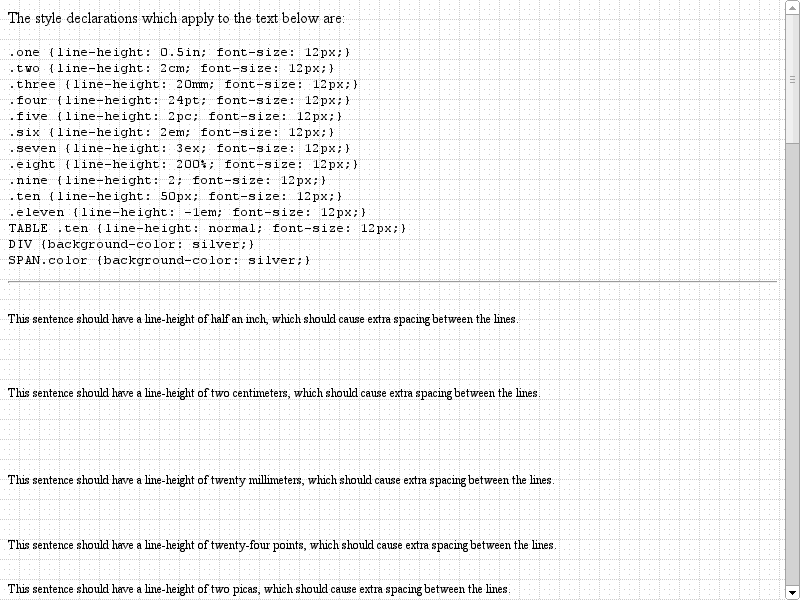 The style declarations which apply to the text below are:
.one {line-height: 0.5in; font-size: 12px;}
.two {line-height: 2cm; font-size: 12px;}
.three {line-height: 20mm; font-size: 12px;}
.four {line-height: 24pt; font-size: 12px;}
.five {line-height: 2pc; font-size: 12px;}
.six {line-height: 2em; font-size: 12px;}
.seven {line-height: 3ex; font-size: 12px;}
.eight {line-height: 200%; font-size: 12px;}
.nine {line-height: 2; font-size: 12px;}
.ten {line-height: 50px; font-size: 12px;}
.eleven {line-height: -1em; font-size: 12px;}
TABLE .ten {line-height: normal; font-size: 12px;}
DIV {background-color: silver;}
SPAN.color {background-color: silver;}
This sentence should have a line-height of half an inch, which should cause extra spacing between the lines.
This sentence should have a line-height of two centimeters, which should cause extra spacing between the lines.
This sentence should have a line-height of twenty millimeters, which should cause extra spacing between the lines.
This sentence should have a line-height of twenty-four points, which should cause extra spacing between the lines.
This sentence should have a line-height of two picas, which should cause extra spacing between the lines.